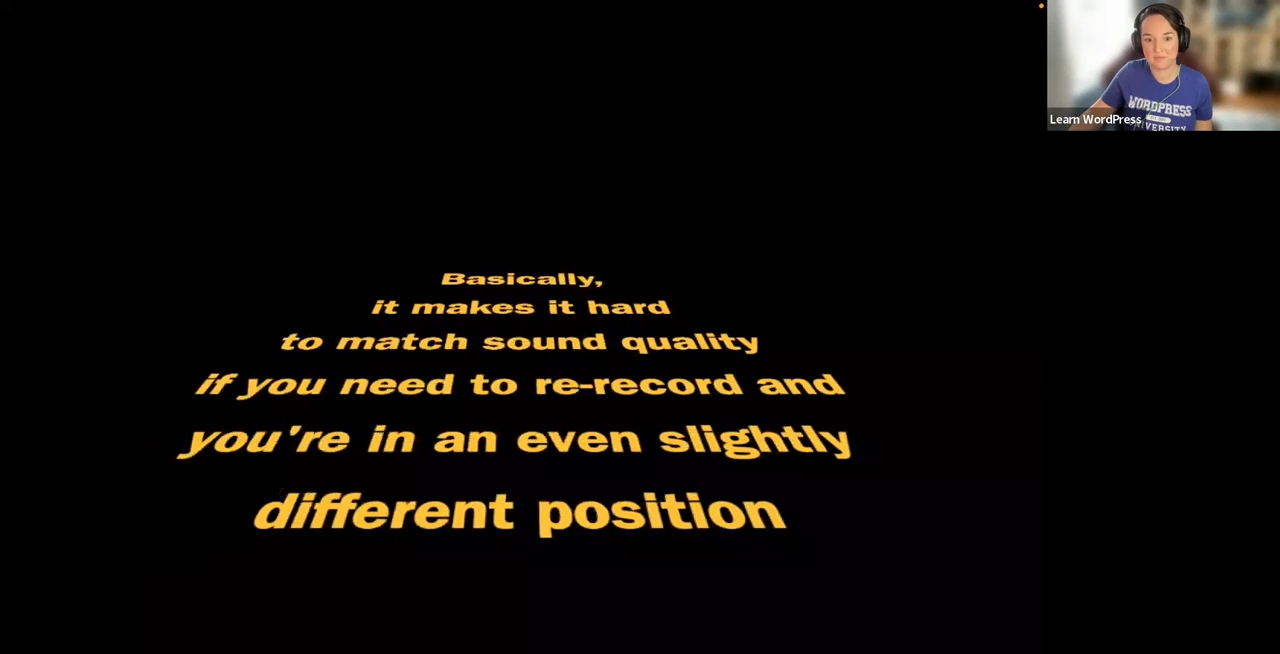 Basically,
it makes it hard
to match sound quality
if you need to re-record and
you're in an even slightly
different position
Learn WordPress
WORDPRESS
UNIVERSITY